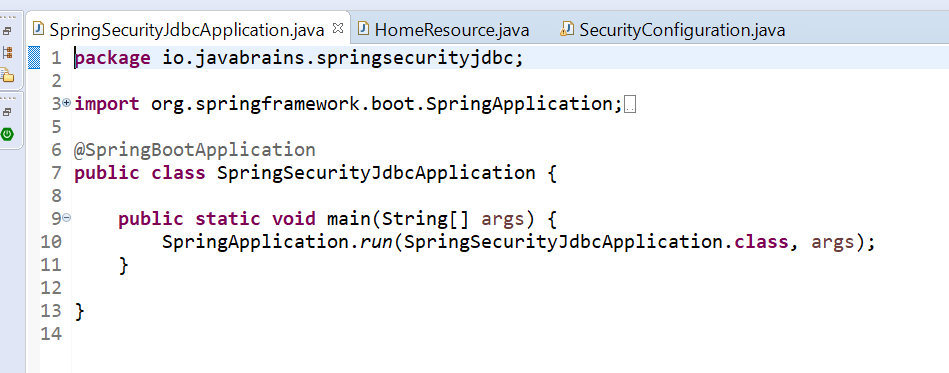 SpringSecurityJdbcApplication.java HomeResource.java SecurityConfiguration.java
1 package io.javabrains.springsecurityjdbc;
2
3 import org.springframework.boot.SpringApplication;
5
6 @SpringBootApplication
7 public class SpringSecurityJdbcApplication {
8
9 public static void main(String[] args) {
10 SpringApplication.run(SpringSecurityJdbcApplication.class, args);
11 }
12
13 }
14